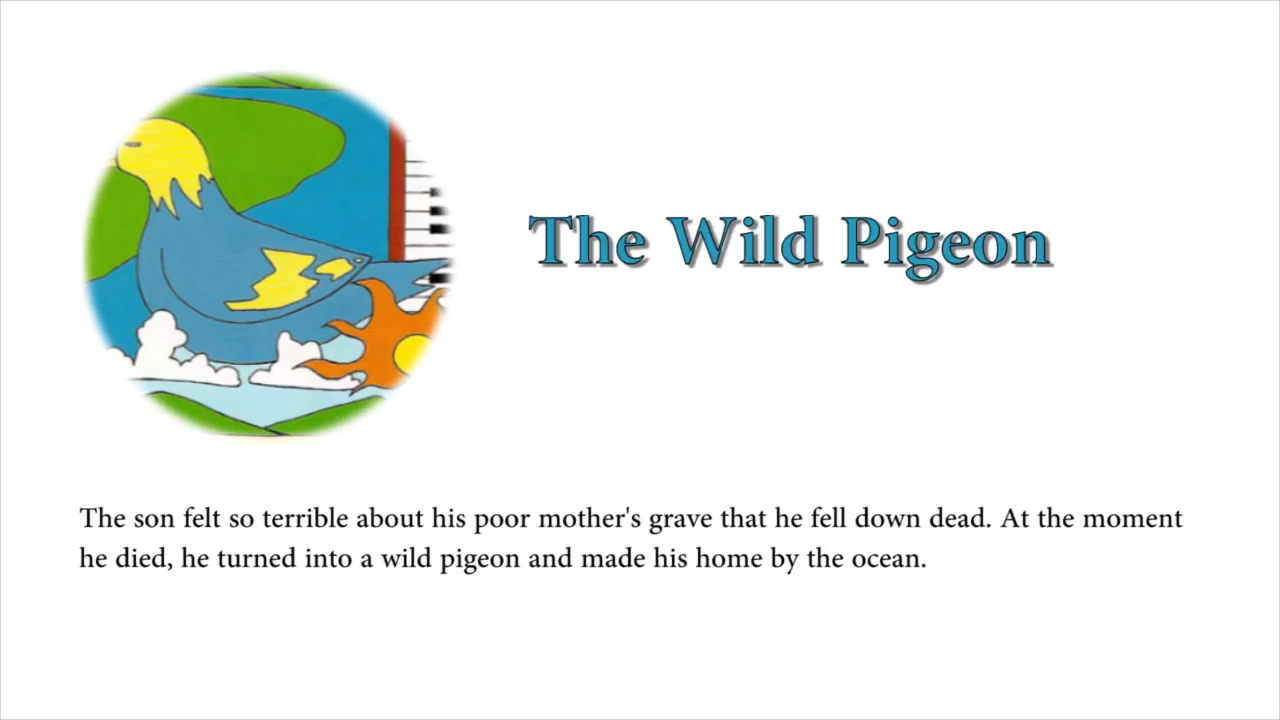 The Wild Pigeon
The son felt so terrible about his poor mother's grave that he fell down dead. At the moment
he died, he turned into a wild pigeon and made his home by the ocean.